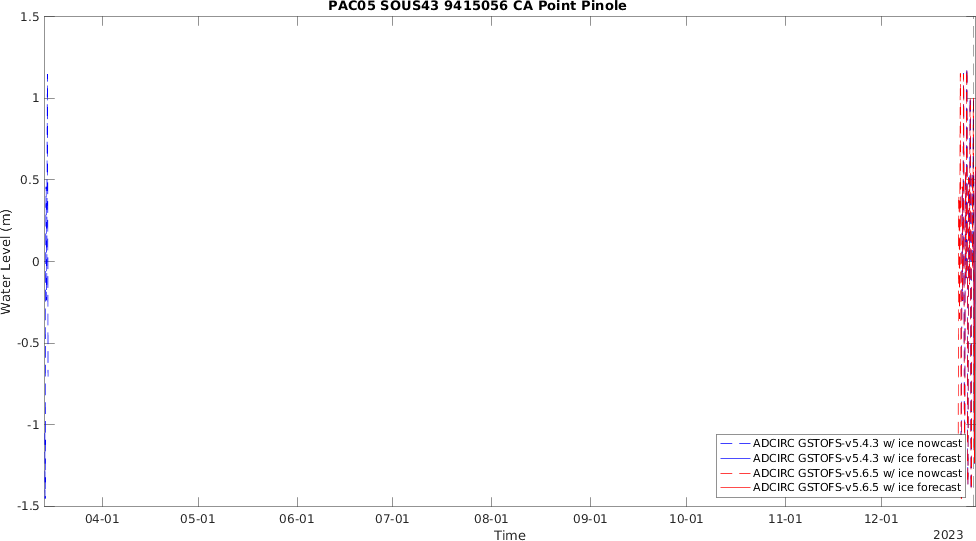 PAC05 SOUS43 9415056 CA Point Pinole
1.5
1
0.5
0
-0.5
-1
-1.5
Water Level (m)
ADCIRC GSTOFS-v5.4.3 w/ ice nowcast
ADCIRC GSTOFS-v5.4.3 w/ ice forecast
ADCIRC GSTOFS-v5.6.5 w/ ice nowcast
ADCIRC GSTOFS-v5.6.5 w/ ice forecast
04-01 05-01 06-01 07-01 08-01 09-01 10-01 11-01 12-01
Time
2023